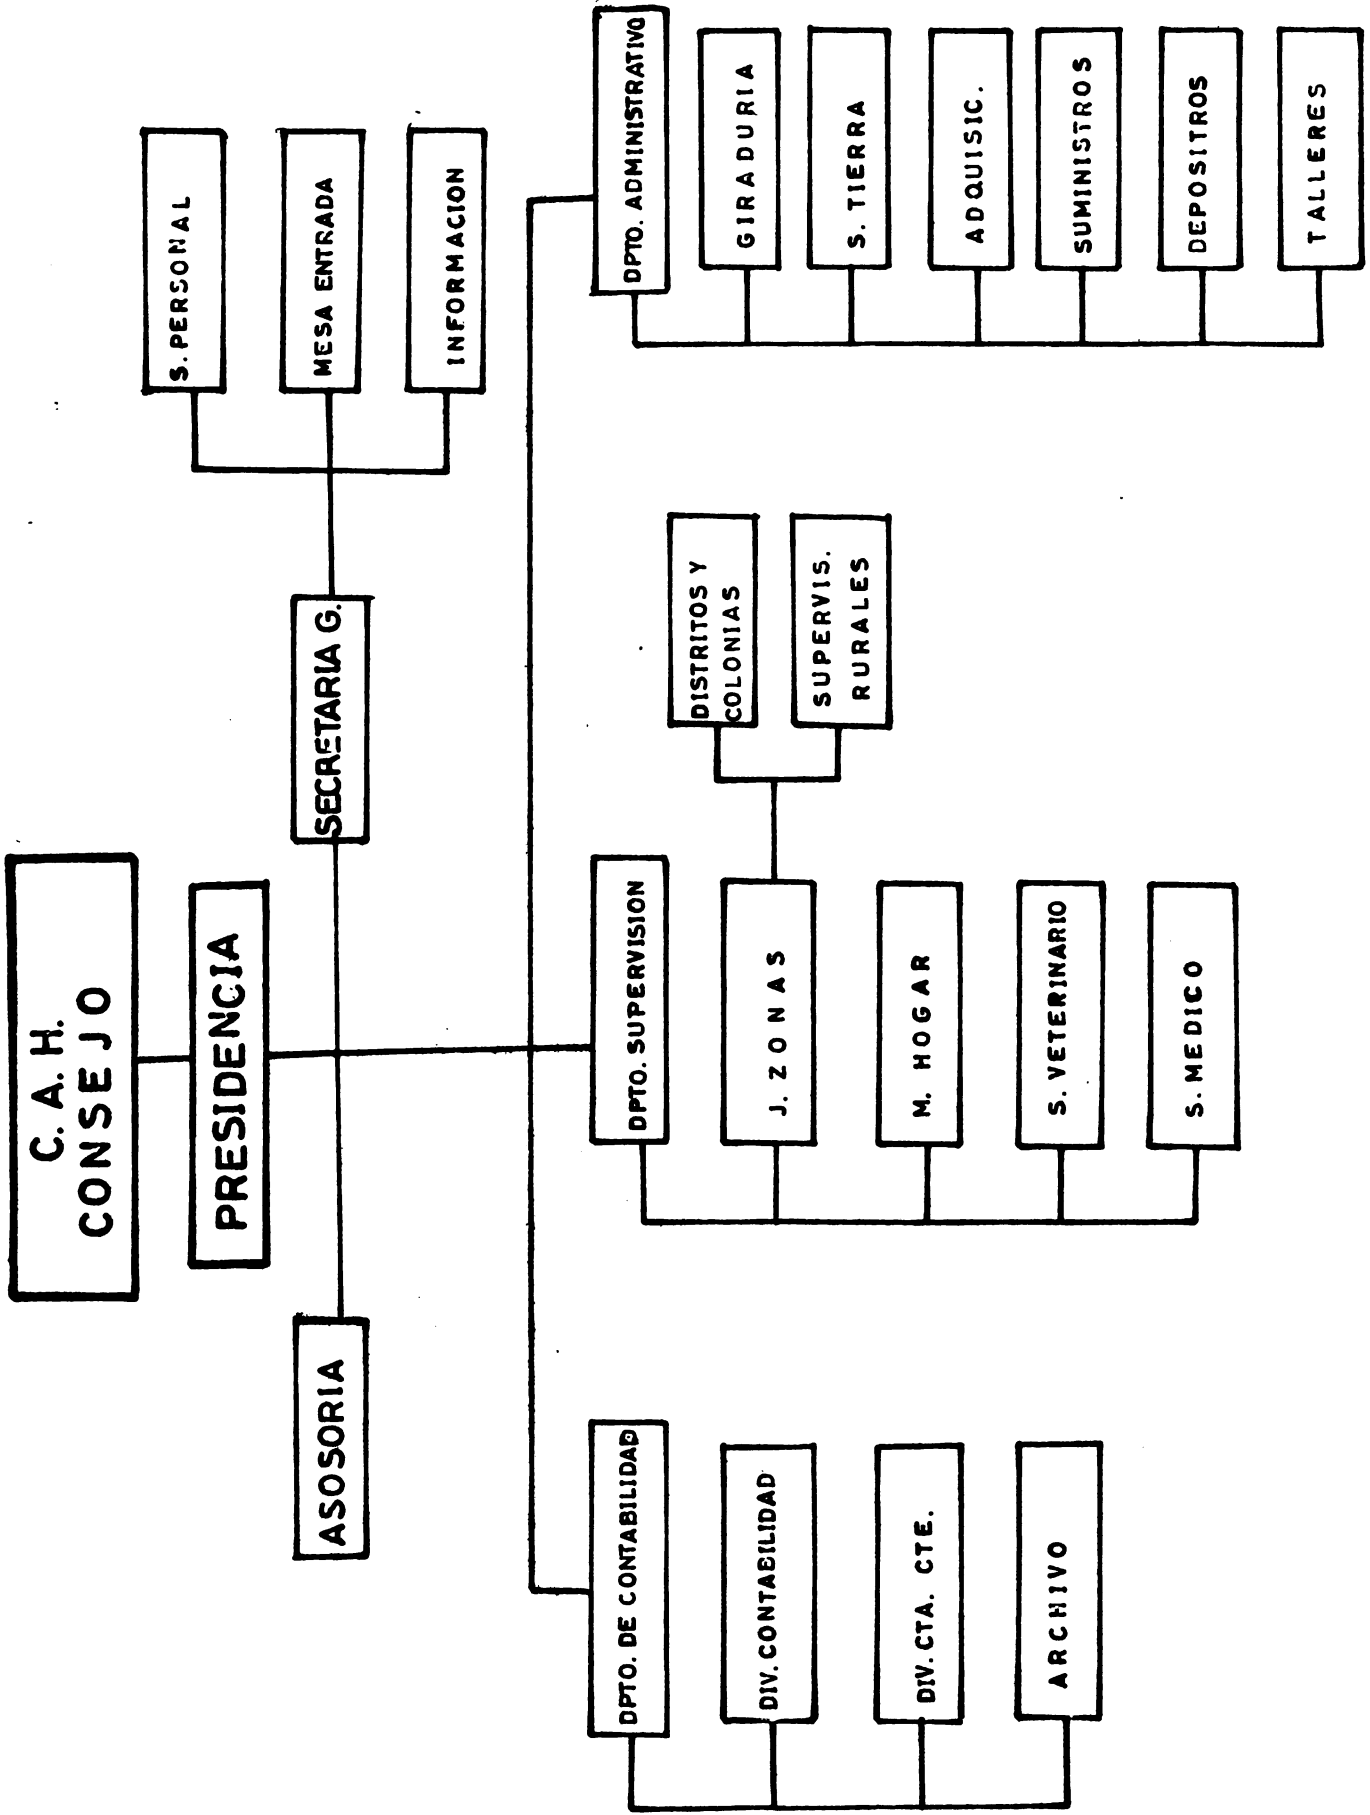 C. A. H.
CONSEJO
PRESIDENCIA
ASOSORIA
SECRETARIA G.
S. PERSONAL
MESA ENTRADA
INFORMACION
DPTO. DE CONTABILIDAD
DIV. CONTABILIDAD
DIV. CTA. CTE.
ARCHIVO
DPTO. SUPERVISION
J. ZONAS
M. HOGAR
S. VETERINARIO
S. MEDICO
DISTRITOS Y
COLONIAS
SUPERVIS.
RURALES
DPTO. ADMINISTRATIVO
GIRADURIA
S. TIERRA
ADQUISIC.
SUMINISTROS
DEPOSITROS
TALLERES